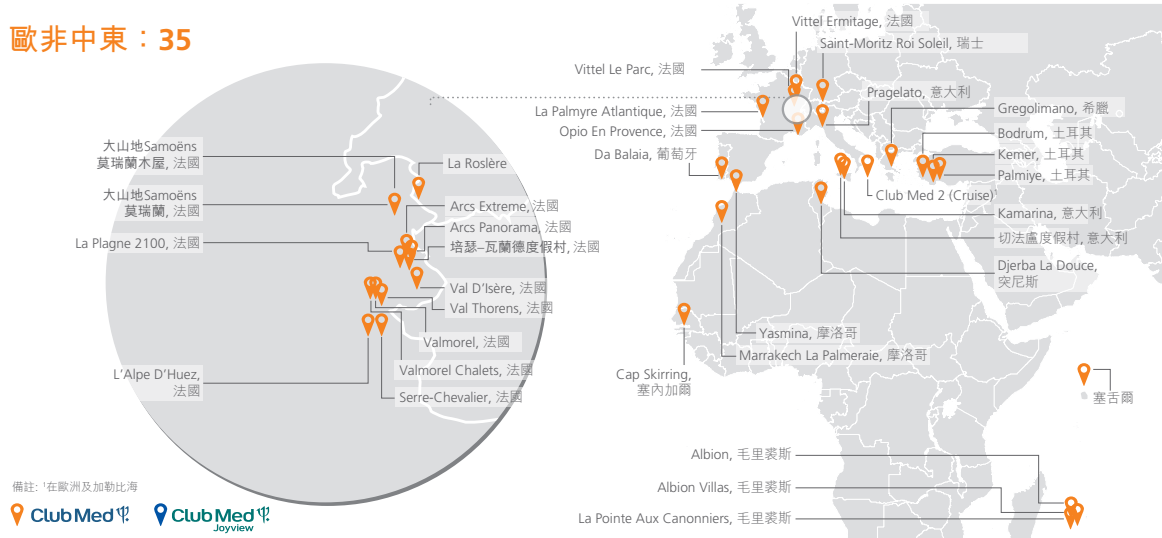 歐非中東：35
Vittel Ermitage, 法國
Saint-Moritz Roi Soleil, 瑞士
Vittel Le Parc, 法國
Pragelato, 意大利
La Palmyre Atlantique, 法國
Opio En Provence, 法國
Da Balaia, 葡萄牙
Gregolimano, 希臘
Bodrum, 土耳其
Kemer, 土耳其
Palmiye, 土耳其
Club Med 2 (Cruise)¹
Kamarina, 意大利
切法盧度假村, 意大利
Djerba La Douce,
突尼斯
大山地Samoëns
莫瑞蘭木屋, 法國
大山地Samoëns
莫瑞蘭, 法國
La Plagne 2100, 法國
La Roslère
Arcs Extreme, 法國
Arcs Panorama, 法國
培瑟–瓦蘭德度假村, 法國
Val D’Isère, 法國
Val Thorens, 法國
Valmorel, 法國
Valmorel Chalets, 法國
Serre-Chevalier, 法國
L’Alpe D’Huez,
法國
Yasmina, 摩洛哥
Marrakech La Palmeraie, 摩洛哥
Cap Skirring,
塞內加爾
塞舌爾
Albion, 毛里裘斯
Albion Villas, 毛里裘斯
La Pointe Aux Canonniers, 毛里裘斯
備註: ¹在歐洲及加勒比海
Club Med
Club Med
Joyview